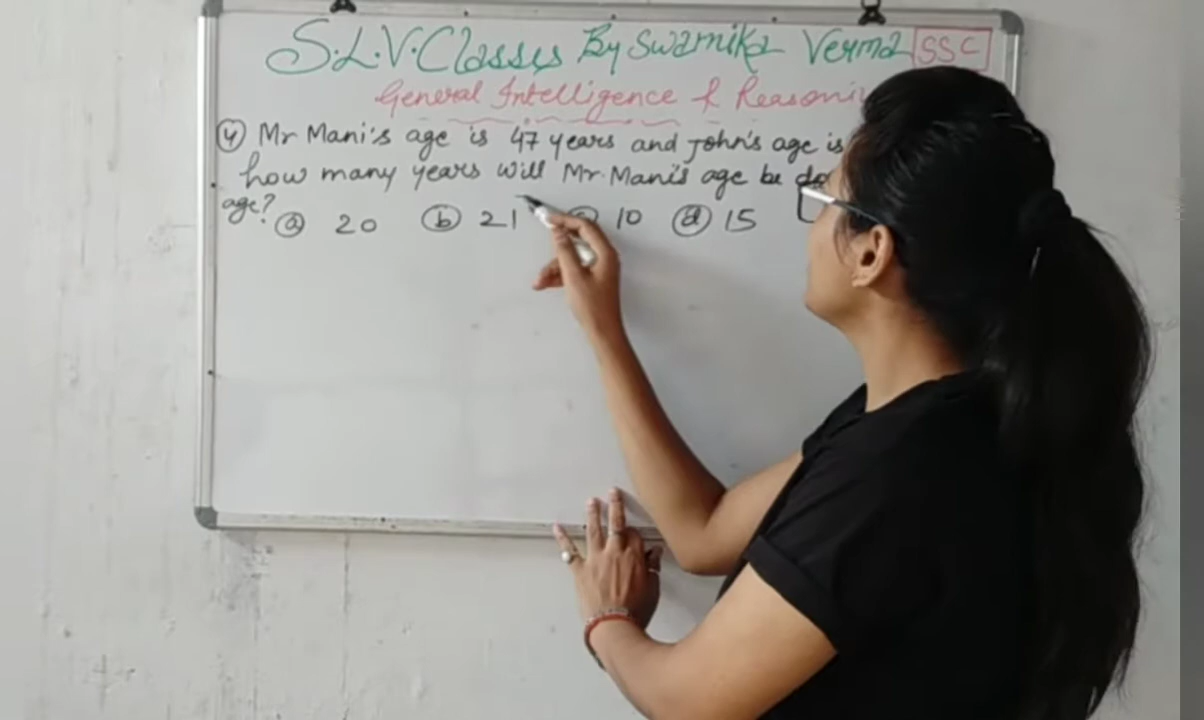 S.L.V. Classes By Swarnika Verma SSC
General Intelligence &
(4) Mr Mani's age is 47 years and John's age is
how many years will Mr. Mani's age be
age?
(a) 20 (b) 21 10 (d) 15